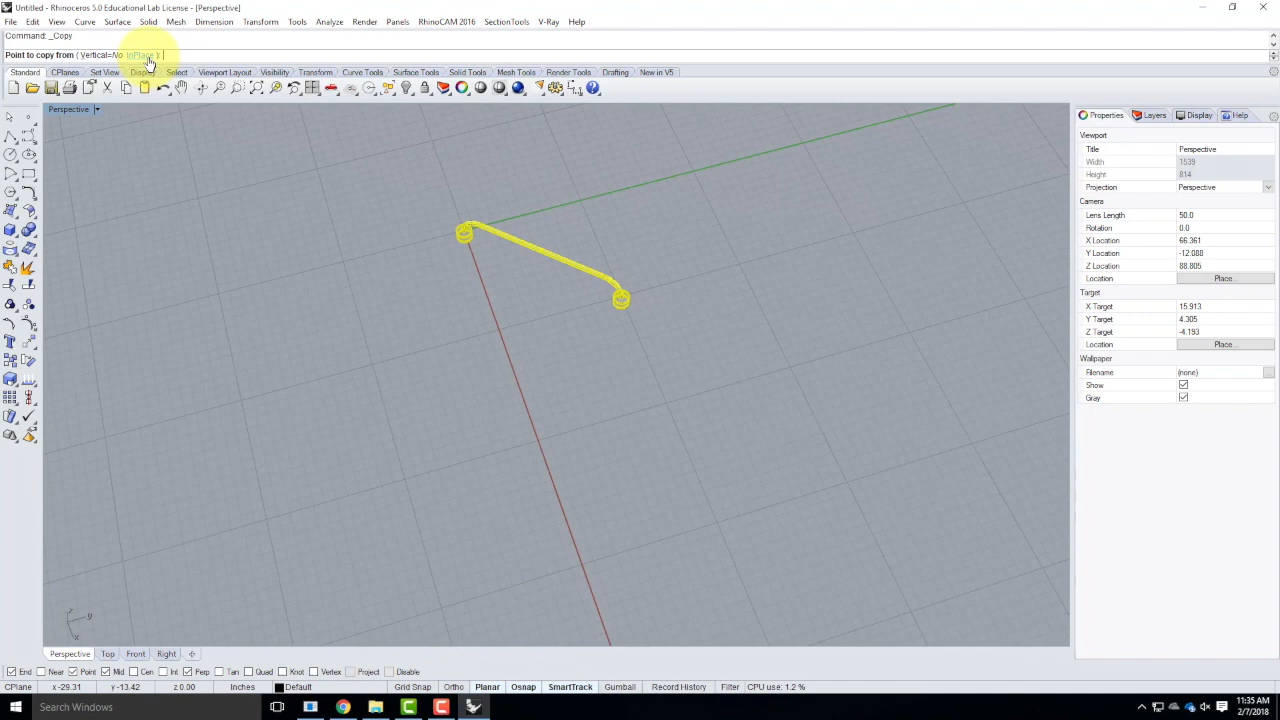 Untitled - Rhinoceros 5.0 Educational Lab License - [Perspective]
File Edit View Curve Surface Solid Mesh Dimension Transform Tools Analyze Render Panels RhinoCAM 2016 SectionTools V-Ray Help
Command: _Copy
Point to copy from ( Vertical=No InPlace ):
Standard CPlanes Set View Display Select Viewport Layout Visibility Transform Curve Tools Surface Tools Solid Tools Mesh Tools Render Tools Drafting New in V5
Perspective
Properties Layers Display Help
Viewport
Title Perspective
Width 1539
Height 814
Projection Perspective
Camera
Lens Length 50.0
Rotation 0.0
X Location 66.361
Y Location -12.088
Z Location 88.805
Location Place...
Target
X Target 15.913
Y Target 4.305
Z Target -4.193
Location Place...
Wallpaper
Filename (none)
Show
Gray
z
y
x
Perspective Top Front Right
End Near Point Mid Cen Int Perp Tan Quad Knot Vertex Project Disable
CPlane x -29.31 y -13.42 z 0.00 Inches Default Grid Snap Ortho Planar Osnap SmartTrack Gumball Record History Filter CPU use: 1.2 %
Search Windows
11:35 AM
2/7/2018